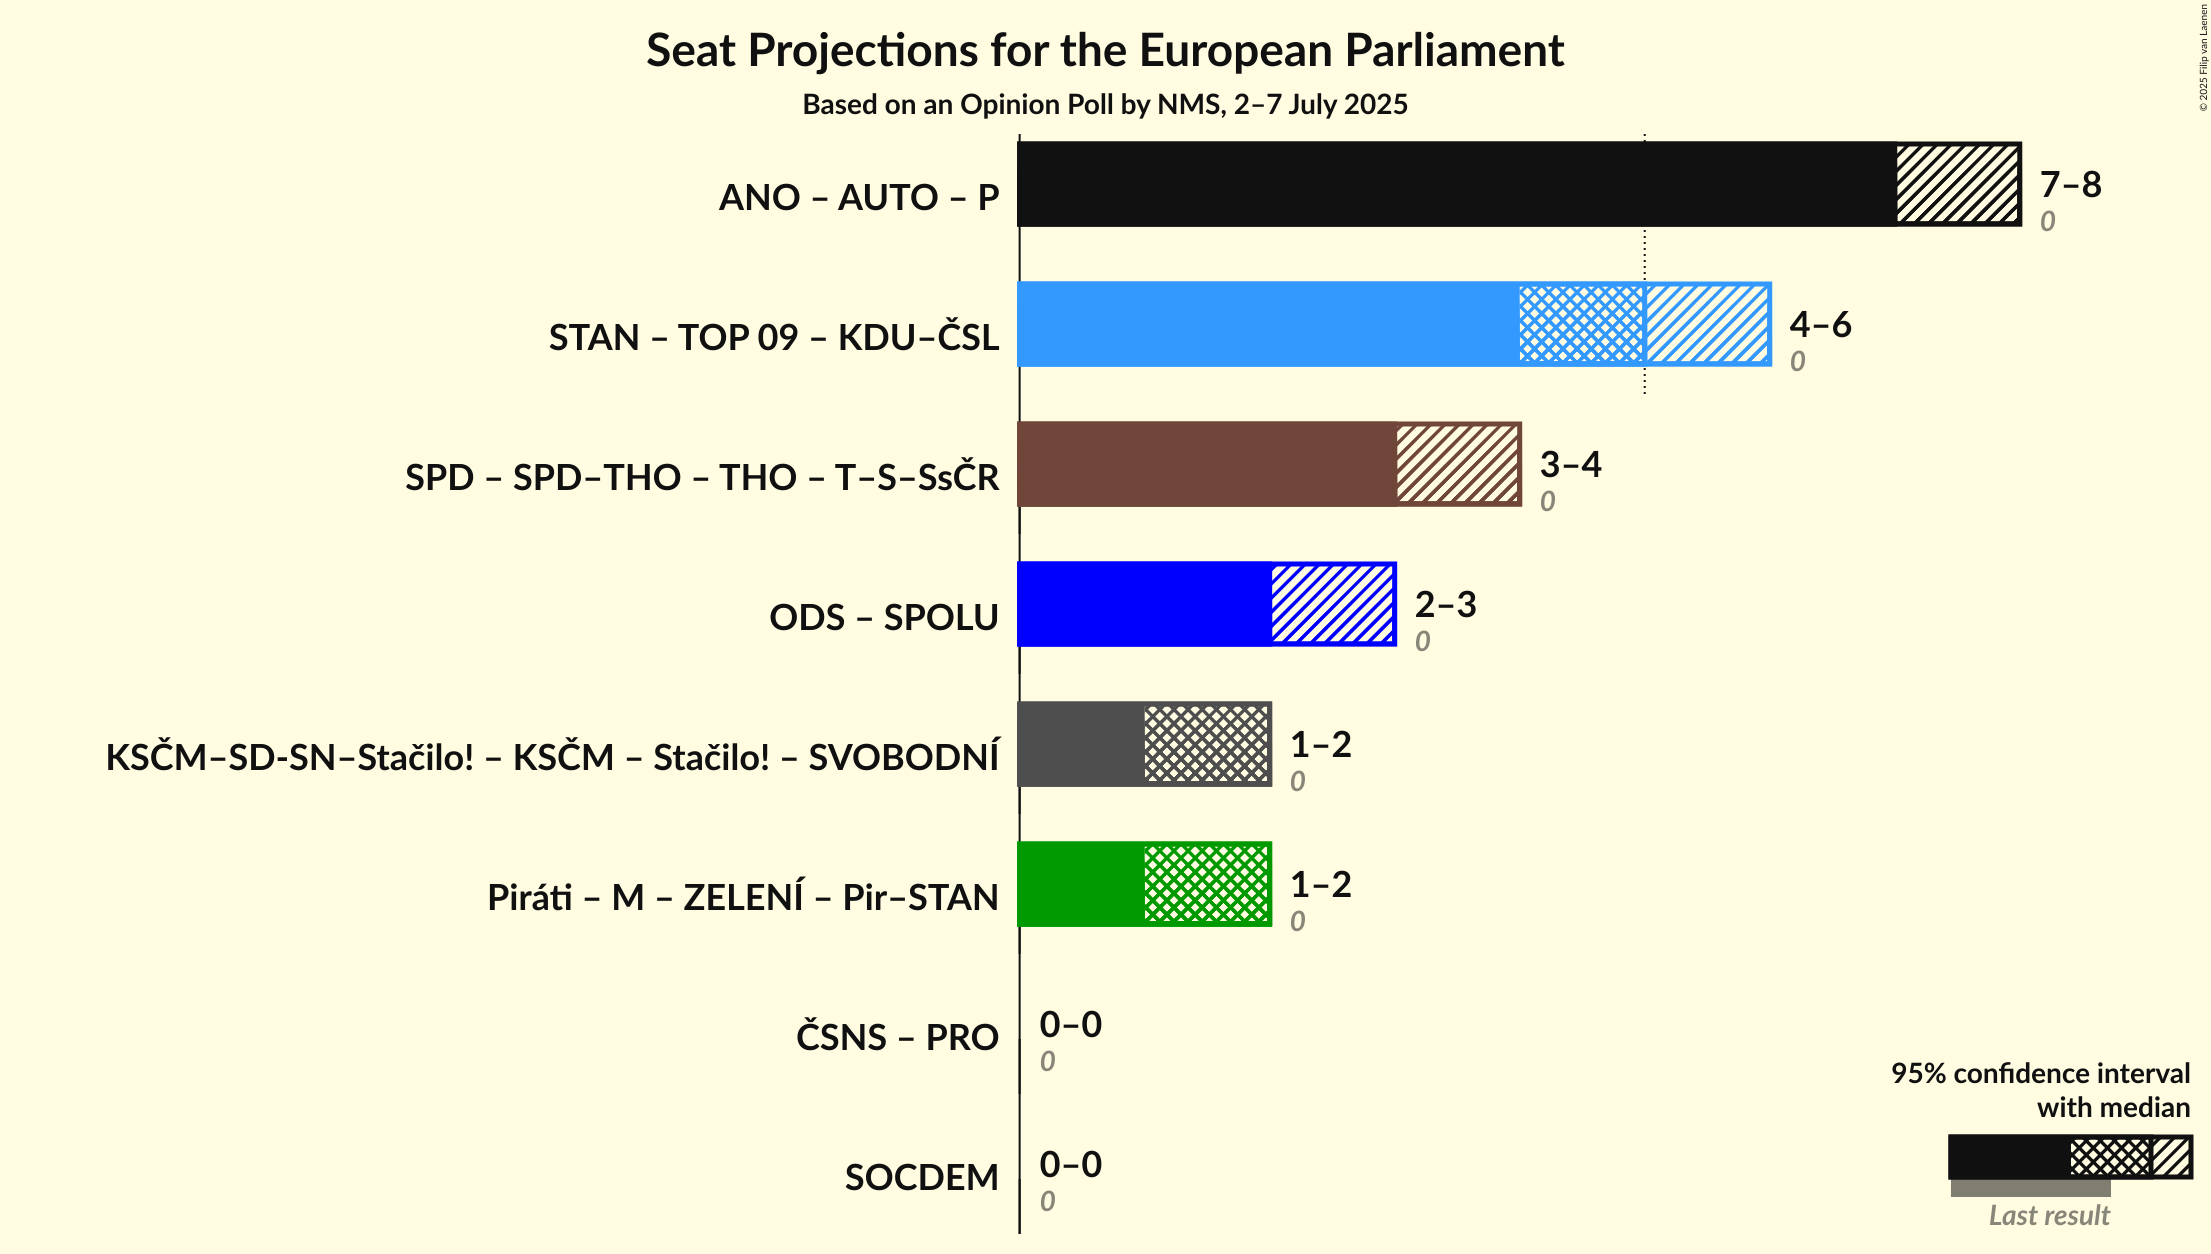 Seat Projections for the European Parliament
Based on an Opinion Poll by NMS, 2–7 July 2025
© 2025 Filip van Laenen
ANO – AUTO – P
7–8
0
STAN – TOP 09 – KDU–ČSL
4–6
0
SPD – SPD–THO – THO – T–S–SsČR
3–4
0
ODS – SPOLU
2–3
0
KSČM–SD-SN–Stačilo! – KSČM – Stačilo! – SVOBODNÍ
1–2
0
Piráti – M – ZELENÍ – Pir–STAN
1–2
0
ČSNS – PRO
0–0
0
SOCDEM
0–0
0
95% confidence interval
with median
Last result